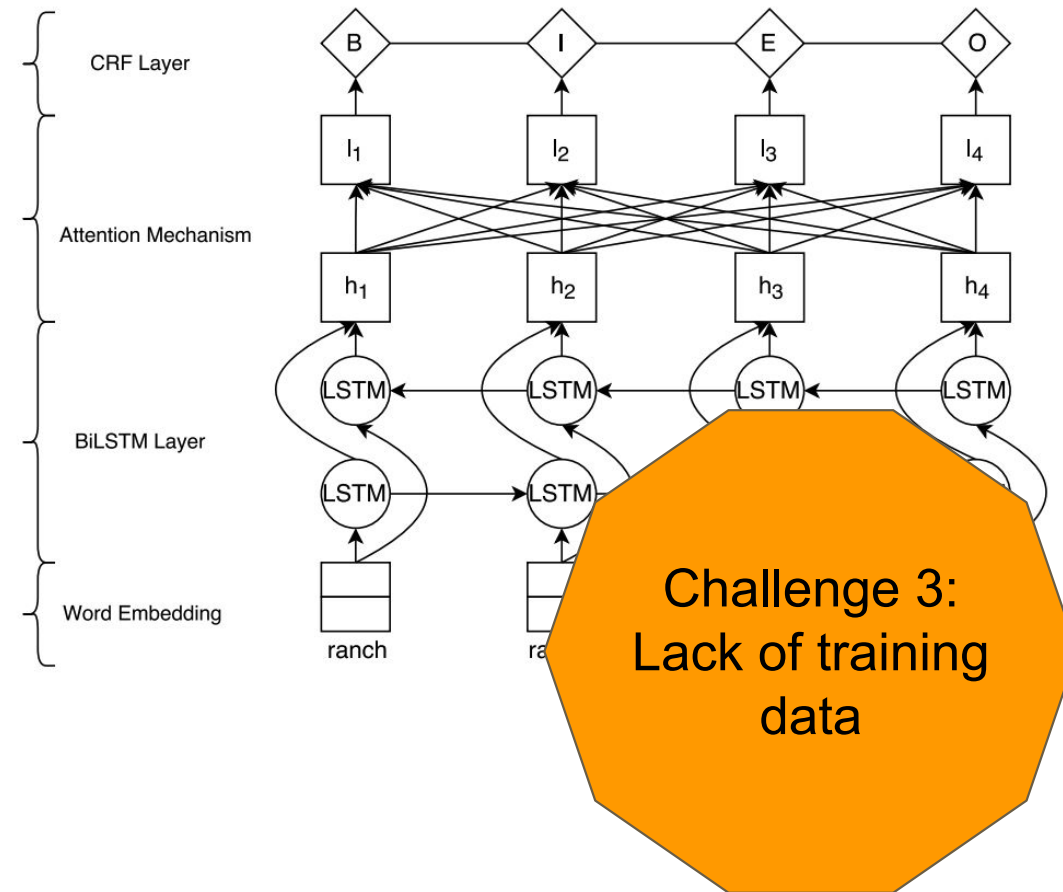 CRF Layer
B I E O
l₁ l₂ l₃ l₄
Attention Mechanism
h₁ h₂ h₃ h₄
LSTM LSTM LSTM LSTM
BiLSTM Layer
LSTM LSTM
Word Embedding
ranch
Challenge 3:
Lack of training
data